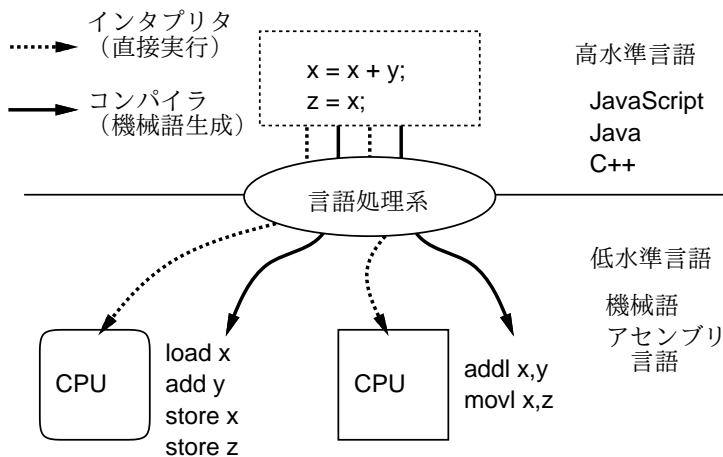 インタプリタ
（直接実行）
コンパイラ
（機械語生成）
x = x + y;
z = x;
高水準言語
JavaScript
Java
C++
言語処理系
低水準言語
機械語
アセンブリ
言語
CPU
load x
add y
store x
store z
CPU
addl x,y
movl x,z